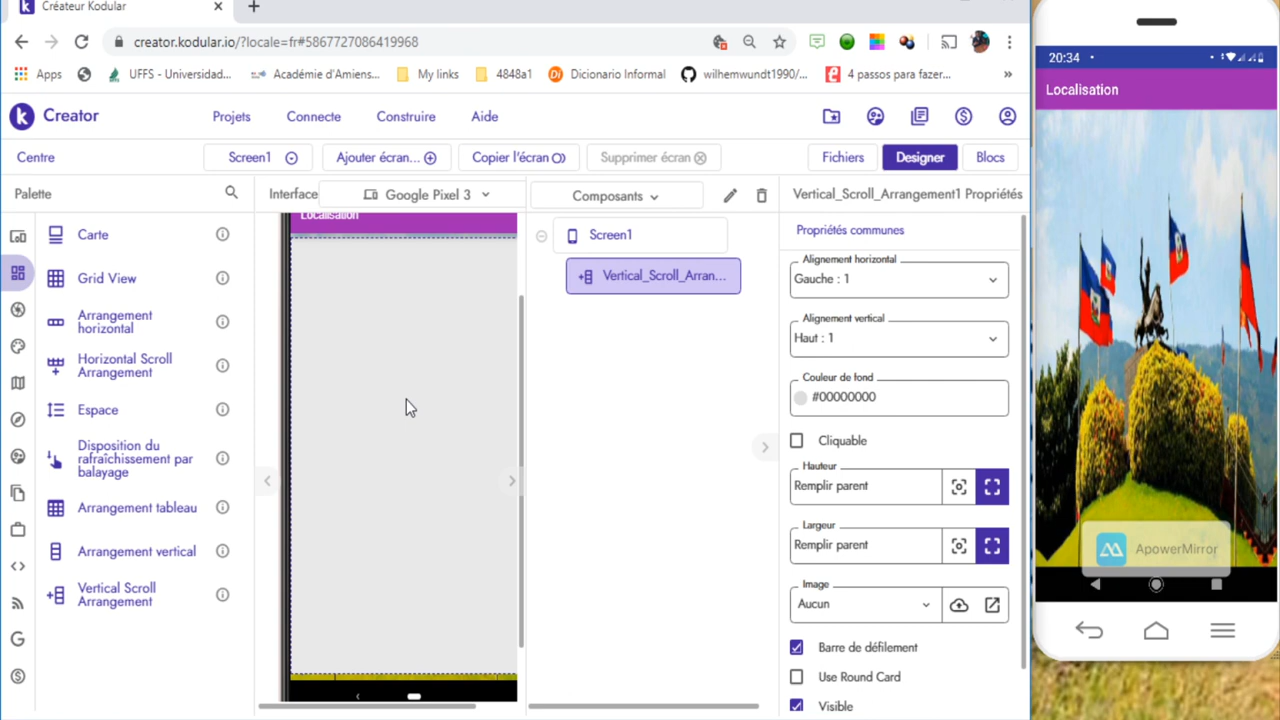 Créateur Kodular
creator.kodular.io/?locale=fr#5867727086419968
Apps
UFFS - Universidad...
Académie d'Amiens...
My links
4848a1
Dicionario Informal
wilhemwundt1990/...
4 passos para fazer...
»
Creator
Projets
Connecte
Construire
Aide
Centre
Screen1
Ajouter écran...
Copier l'écran
Supprimer écran
Fichiers
Designer
Blocs
Palette
Interface
Google Pixel 3
Composants
Vertical_Scroll_Arrangement1 Propriétés
Carte
Grid View
Arrangement
horizontal
Horizontal Scroll
Arrangement
Espace
Disposition du
rafraîchissement par
balayage
Arrangement tableau
Arrangement vertical
Vertical Scroll
Arrangement
Localisation
Screen1
Vertical_Scroll_Arran...
Propriétés communes
Alignement horizontal
Gauche : 1
Alignement vertical
Haut : 1
Couleur de fond
#00000000
Cliquable
Hauteur
Remplir parent
Largeur
Remplir parent
Image
Aucun
Barre de défilement
Use Round Card
Visible
20:34
Localisation
ApowerMirror